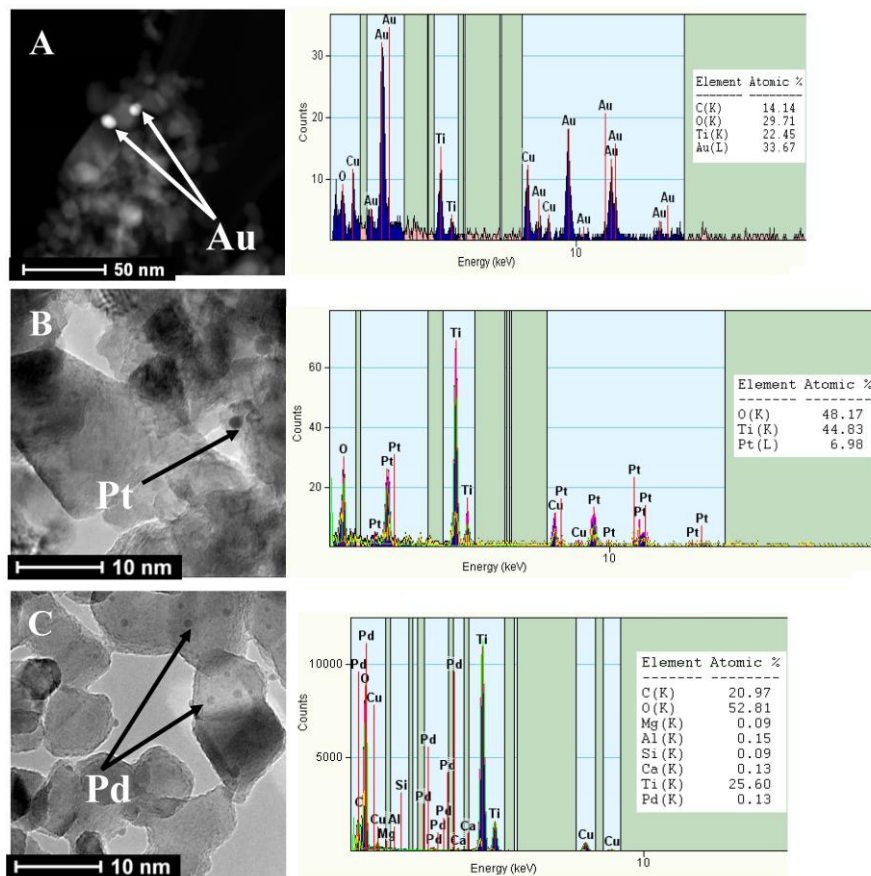 A
Au
50 nm
30
20
10
Counts
Au
Au
O
Cu
Au
Ti
Ti
Cu
Au
Cu
Au
Au
Au
Au
Au
Au
Au
10
Energy (keV)
Element Atomic %
C(K) 14.14
O(K) 29.71
Ti(K) 22.45
Au(L) 33.67
B
Pt
10 nm
60
40
20
Counts
O
Pt
Pt
Pt
Ti
Ti
Cu
Pt
Cu
Pt
Pt
Pt
Pt
Pt
Pt
Pt
10
Energy (keV)
Element Atomic %
O(K) 48.17
Ti(K) 44.83
Pt(L) 6.98
C
Pd
10 nm
10000
5000
Counts
Pd
Pd
O
Cu
C
Cu
Mg
Al
Si
Pd
Pd
Pd
Pd
Pd
Pd
Pd
Ca
Ca
Ti
Ti
Cu
Cu
10
Energy (keV)
Element Atomic %
C(K) 20.97
O(K) 52.81
Mg(K) 0.09
Al(K) 0.15
Si(K) 0.09
Ca(K) 0.13
Ti(K) 25.60
Pd(K) 0.13